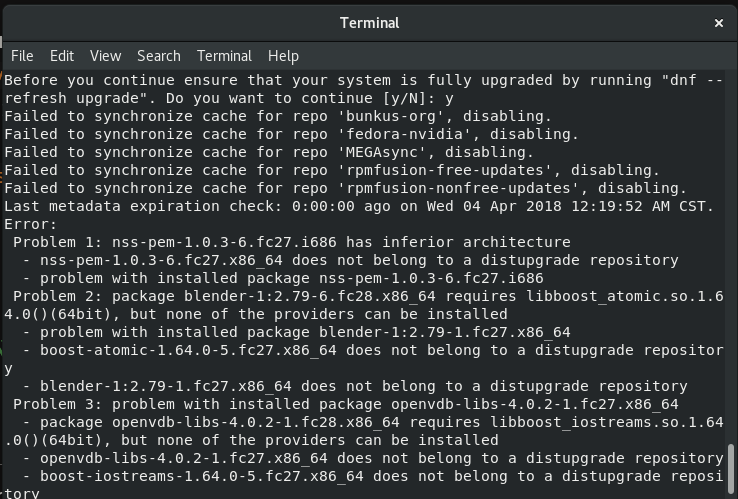 Terminal
×
File Edit View Search Terminal Help
Before you continue ensure that your system is fully upgraded by running "dnf --
refresh upgrade". Do you want to continue [y/N]: y
Failed to synchronize cache for repo 'bunkus-org', disabling.
Failed to synchronize cache for repo 'fedora-nvidia', disabling.
Failed to synchronize cache for repo 'MEGAsync', disabling.
Failed to synchronize cache for repo 'rpmfusion-free-updates', disabling.
Failed to synchronize cache for repo 'rpmfusion-nonfree-updates', disabling.
Last metadata expiration check: 0:00:00 ago on Wed 04 Apr 2018 12:19:52 AM CST.
Error:
 Problem 1: nss-pem-1.0.3-6.fc27.i686 has inferior architecture
  - nss-pem-1.0.3-6.fc27.x86_64 does not belong to a distupgrade repository
  - problem with installed package nss-pem-1.0.3-6.fc27.i686
 Problem 2: package blender-1:2.79-6.fc28.x86_64 requires libboost_atomic.so.1.6
4.0()(64bit), but none of the providers can be installed
  - problem with installed package blender-1:2.79-1.fc27.x86_64
  - boost-atomic-1.64.0-5.fc27.x86_64 does not belong to a distupgrade repositor
y
  - blender-1:2.79-1.fc27.x86_64 does not belong to a distupgrade repository
 Problem 3: problem with installed package openvdb-libs-4.0.2-1.fc27.x86_64
  - package openvdb-libs-4.0.2-1.fc28.x86_64 requires libboost_iostreams.so.1.64
.0()(64bit), but none of the providers can be installed
  - openvdb-libs-4.0.2-1.fc27.x86_64 does not belong to a distupgrade repository
  - boost-iostreams-1.64.0-5.fc27.x86_64 does not belong to a distupgrade reposi
tory